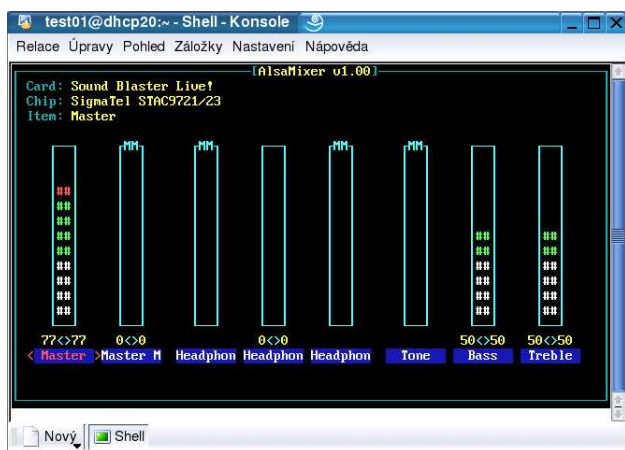 test01@dhcp20:~ - Shell - Konsole
Relace Úpravy Pohled Záložky Nastavení Nápověda
[AlsaMixer v1.00]
Card: Sound Blaster Live!
Chip: SigmaTel STAC9721/23
Item: Master
MM MM MM MM
##
##
##
## ## ##
## ## ##
## ## ##
## ## ##
## ## ##
## ## ##
77<>77 0<>0 0<>0 50<>50 50<>50
< Master >Master M Headphon Headphon Headphon Tone Bass Treble
Nový Shell